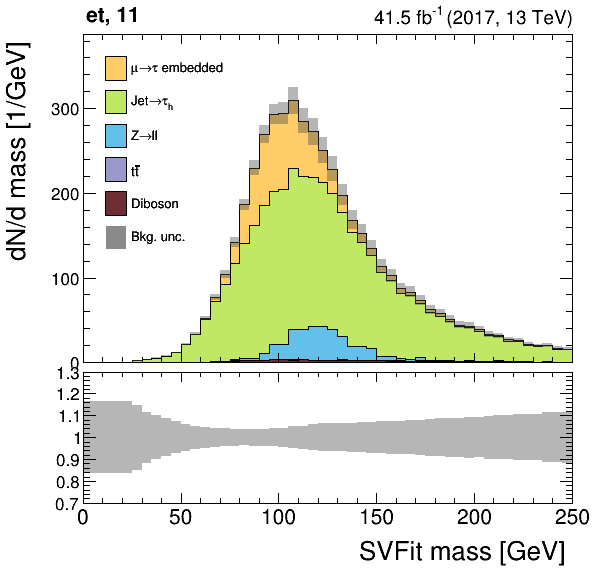 et, 11
41.5 fb⁻¹ (2017, 13 TeV)
dN/d mass [1/GeV]
μ→τ embedded
Jet→τₕ
Z→ll
tt̄
Diboson
Bkg. unc.
300
200
100
0
1.3
1.2
1.1
1
0.9
0.8
0.7
0 50 100 150 200 250
SVFit mass [GeV]